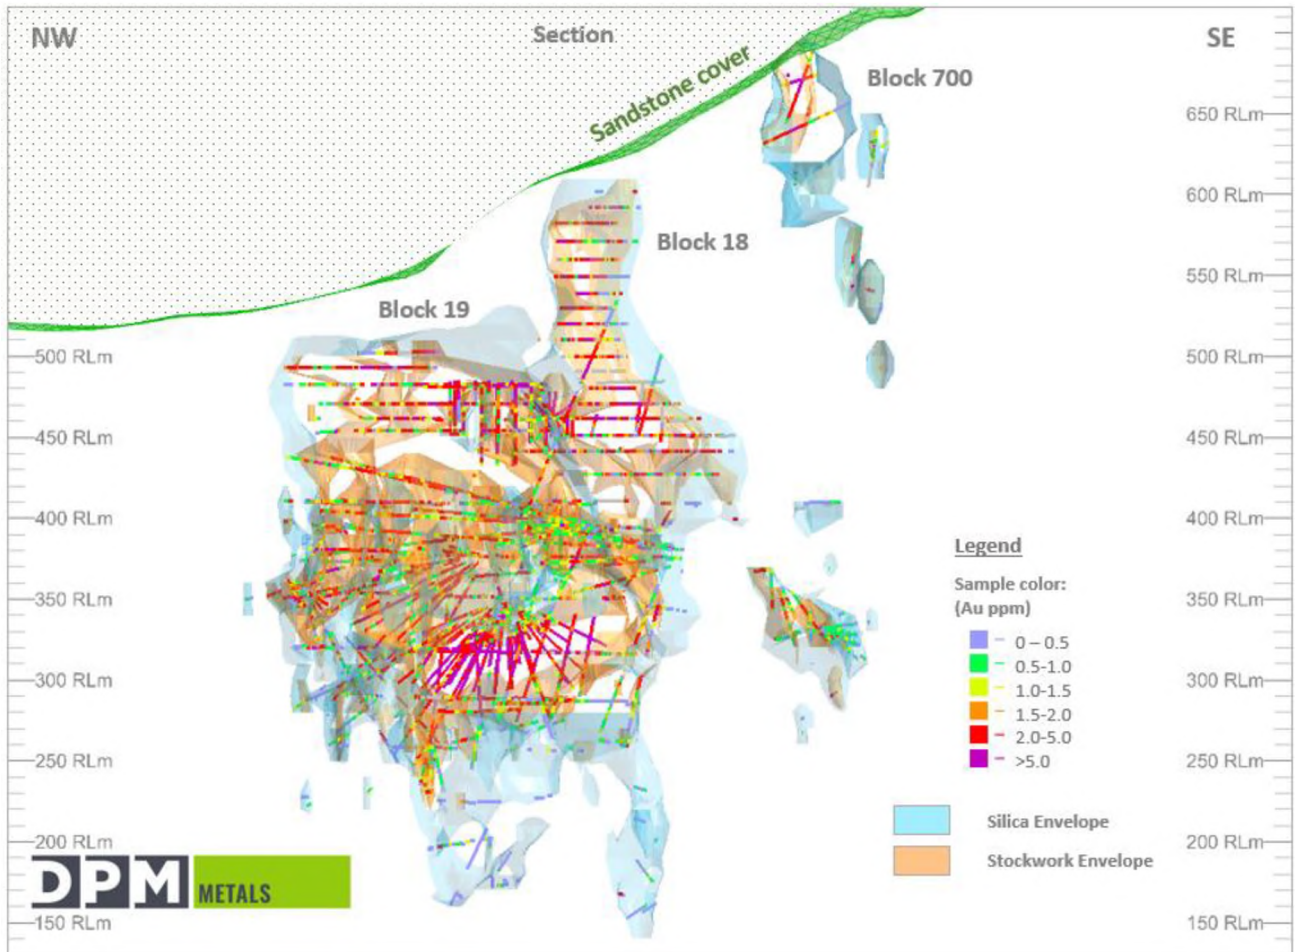 NW
Section
SE
Sandstone cover
Block 700
650 RLm
600 RLm
Block 18
550 RLm
Block 19
500 RLm
500 RLm
450 RLm
450 RLm
400 RLm
400 RLm
Legend
Sample color:
(Au ppm)
0 – 0.5
0.5-1.0
1.0-1.5
1.5-2.0
2.0-5.0
>5.0
350 RLm
350 RLm
300 RLm
300 RLm
250 RLm
250 RLm
Silica Envelope
Stockwork Envelope
200 RLm
200 RLm
DPM METALS
150 RLm
150 RLm